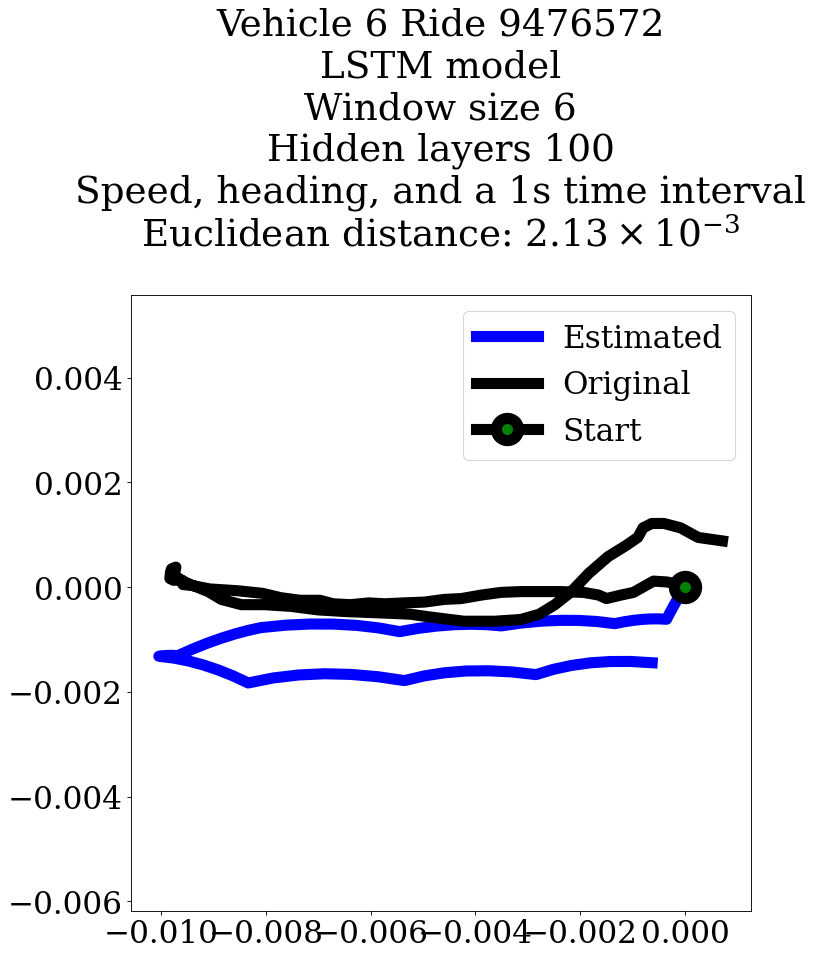 Vehicle 6 Ride 9476572
LSTM model
Window size 6
Hidden layers 100
Speed, heading, and a 1s time interval
Euclidean distance: 2.13 × 10⁻³
Estimated
Original
Start
0.004
0.002
0.000
−0.002
−0.004
−0.006
−0.010 −0.008 −0.006 −0.004 −0.002 0.000